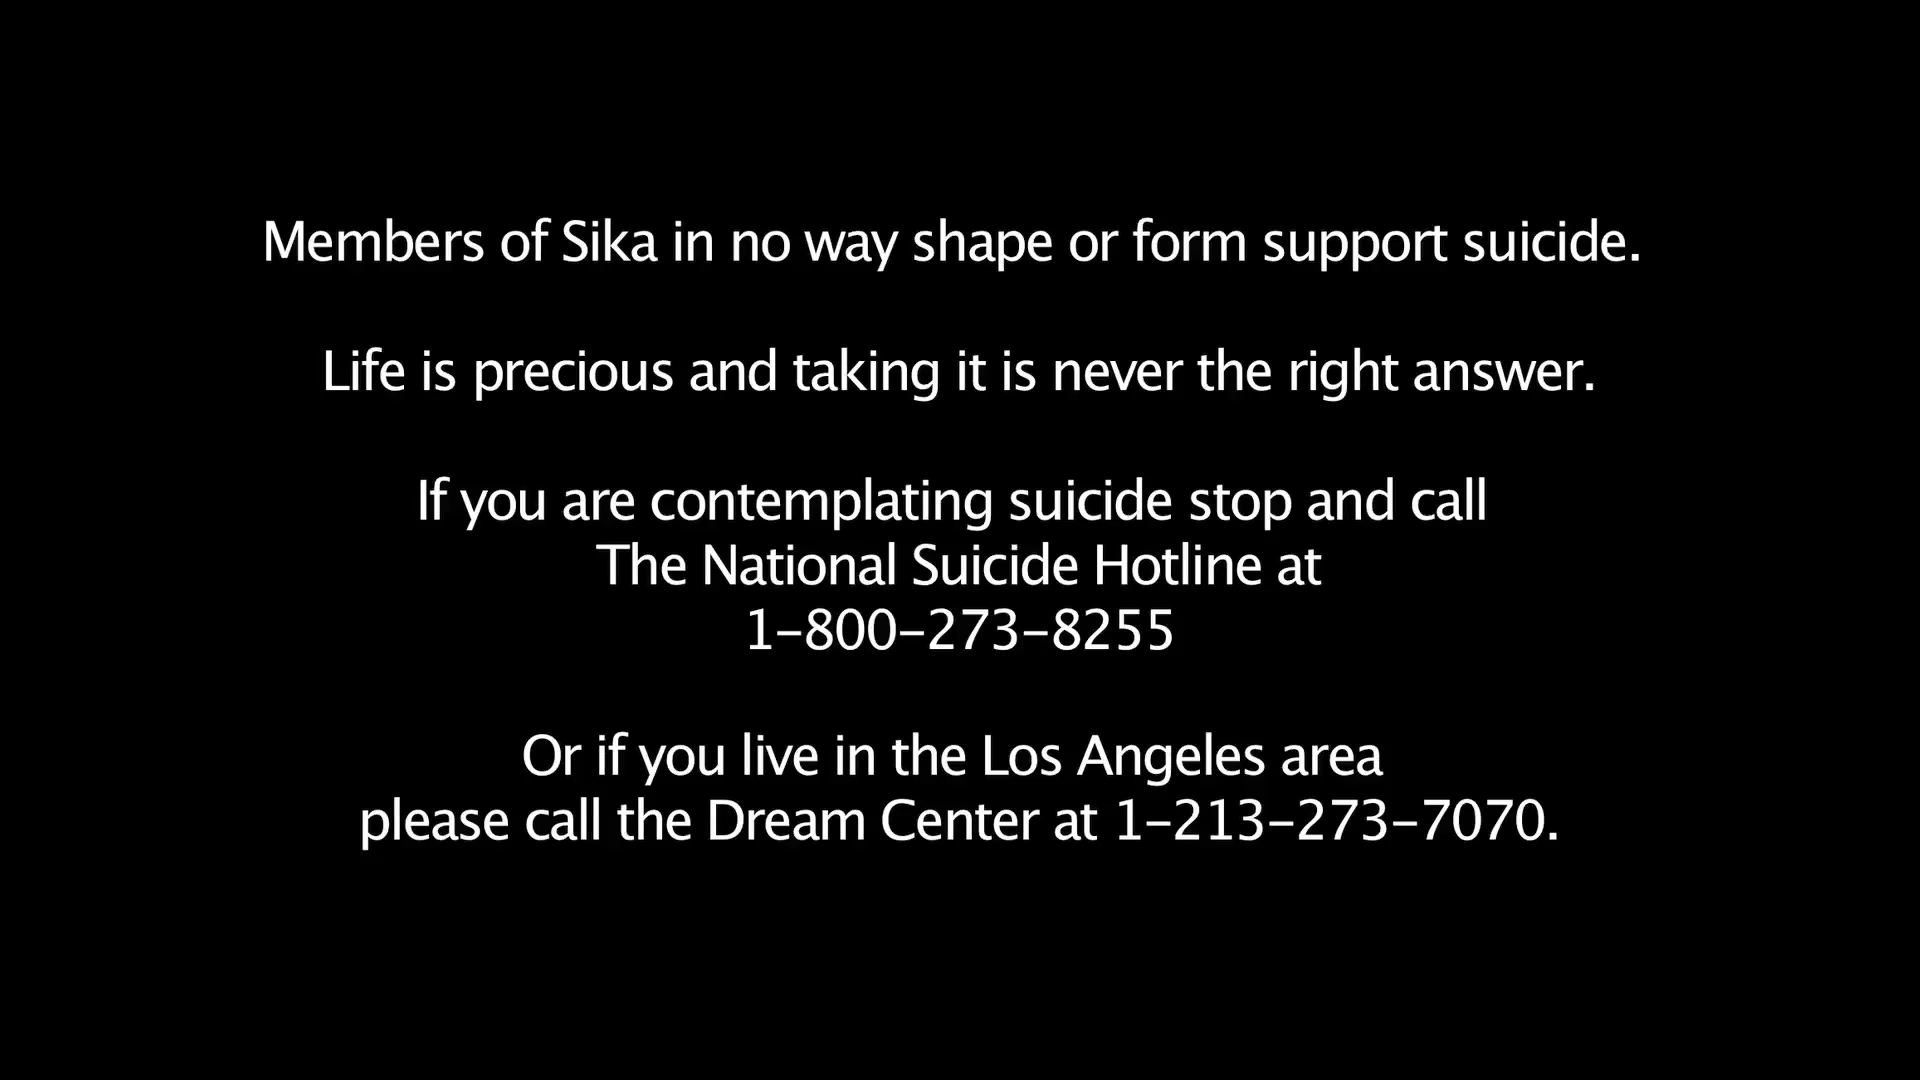 Members of Sika in no way shape or form support suicide.
Life is precious and taking it is never the right answer.
If you are contemplating suicide stop and call
The National Suicide Hotline at
1-800-273-8255
Or if you live in the Los Angeles area
please call the Dream Center at 1-213-273-7070.